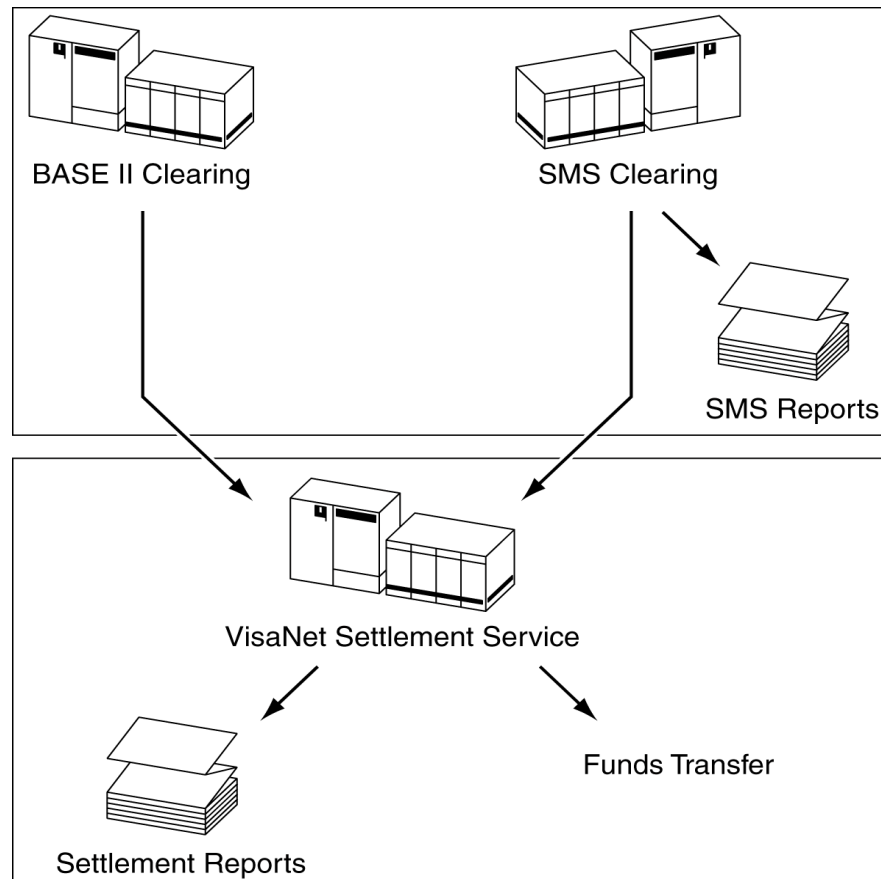 BASE II Clearing
SMS Clearing
SMS Reports
VisaNet Settlement Service
Funds Transfer
Settlement Reports